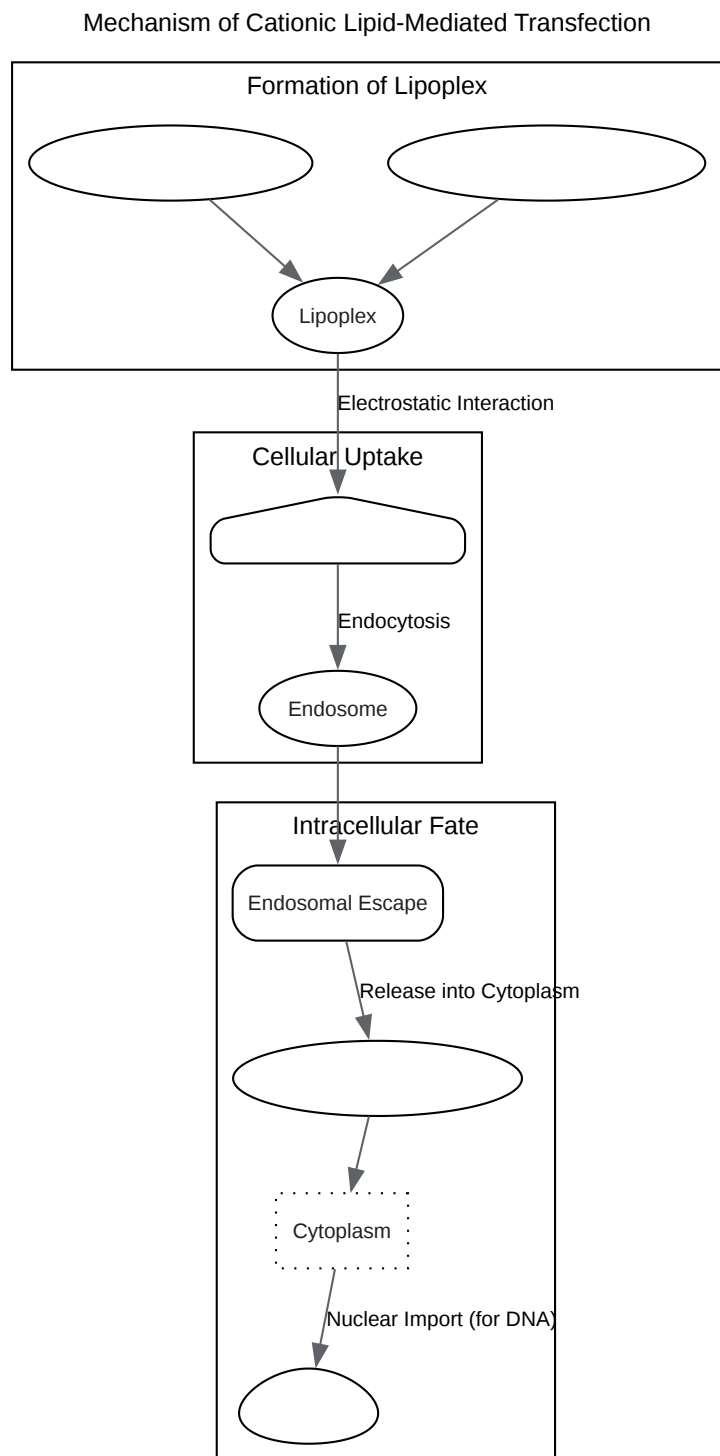 Mechanism of Cationic Lipid-Mediated Transfection
Formation of Lipoplex
Lipoplex
Electrostatic Interaction
Cellular Uptake
Endocytosis
Endosome
Intracellular Fate
Endosomal Escape
Release into Cytoplasm
Cytoplasm
Nuclear Import (for DNA)